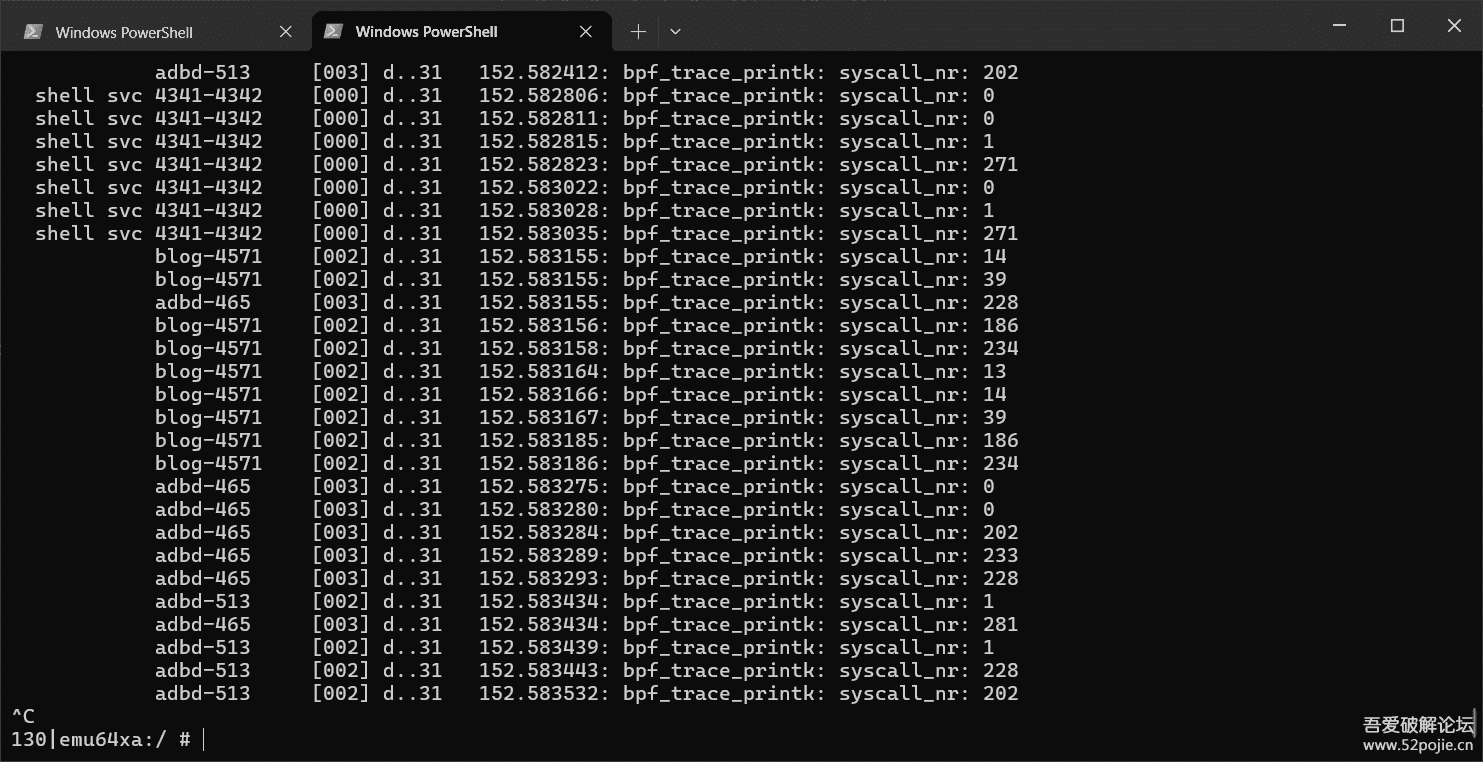 Windows PowerShell
Windows PowerShell
adbd-513 [003] d..31 152.582412: bpf_trace_printk: syscall_nr: 202
shell svc 4341-4342 [000] d..31 152.582806: bpf_trace_printk: syscall_nr: 0
shell svc 4341-4342 [000] d..31 152.582811: bpf_trace_printk: syscall_nr: 0
shell svc 4341-4342 [000] d..31 152.582815: bpf_trace_printk: syscall_nr: 1
shell svc 4341-4342 [000] d..31 152.582823: bpf_trace_printk: syscall_nr: 271
shell svc 4341-4342 [000] d..31 152.583022: bpf_trace_printk: syscall_nr: 0
shell svc 4341-4342 [000] d..31 152.583028: bpf_trace_printk: syscall_nr: 1
shell svc 4341-4342 [000] d..31 152.583035: bpf_trace_printk: syscall_nr: 271
blog-4571 [002] d..31 152.583155: bpf_trace_printk: syscall_nr: 14
blog-4571 [002] d..31 152.583155: bpf_trace_printk: syscall_nr: 39
adbd-465 [003] d..31 152.583155: bpf_trace_printk: syscall_nr: 228
blog-4571 [002] d..31 152.583156: bpf_trace_printk: syscall_nr: 186
blog-4571 [002] d..31 152.583158: bpf_trace_printk: syscall_nr: 234
blog-4571 [002] d..31 152.583164: bpf_trace_printk: syscall_nr: 13
blog-4571 [002] d..31 152.583166: bpf_trace_printk: syscall_nr: 14
blog-4571 [002] d..31 152.583167: bpf_trace_printk: syscall_nr: 39
blog-4571 [002] d..31 152.583185: bpf_trace_printk: syscall_nr: 186
blog-4571 [002] d..31 152.583186: bpf_trace_printk: syscall_nr: 234
adbd-465 [003] d..31 152.583275: bpf_trace_printk: syscall_nr: 0
adbd-465 [003] d..31 152.583280: bpf_trace_printk: syscall_nr: 0
adbd-465 [003] d..31 152.583284: bpf_trace_printk: syscall_nr: 202
adbd-465 [003] d..31 152.583289: bpf_trace_printk: syscall_nr: 233
adbd-465 [003] d..31 152.583293: bpf_trace_printk: syscall_nr: 228
adbd-513 [002] d..31 152.583434: bpf_trace_printk: syscall_nr: 1
adbd-465 [003] d..31 152.583434: bpf_trace_printk: syscall_nr: 281
adbd-513 [002] d..31 152.583439: bpf_trace_printk: syscall_nr: 1
adbd-513 [002] d..31 152.583443: bpf_trace_printk: syscall_nr: 228
adbd-513 [002] d..31 152.583532: bpf_trace_printk: syscall_nr: 202
^C
130|emu64xa:/ #
吾爱破解论坛
www.52pojie.cn